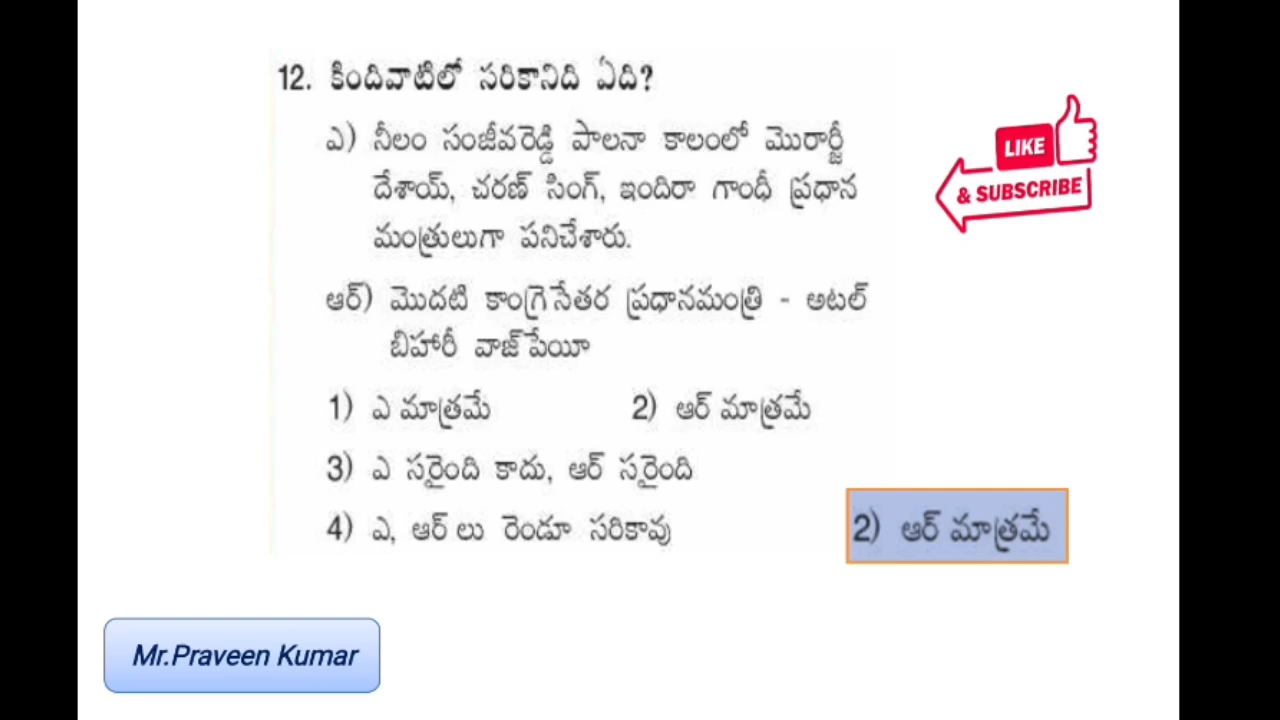 12. కిందివాటిలో సరికానిది ఏది?
ఎ) నీలం సంజీవరెడ్డి పాలనా కాలంలో మొరార్జీ
దేశాయ్, చరణ్ సింగ్, ఇందిరా గాంధీ ప్రధాన
మంత్రులుగా పనిచేశారు.
ఆర్) మొదటి కాంగ్రెసేతర ప్రధానమంత్రి - అటల్
బిహారీ వాజ్‌పేయీ
1) ఎ మాత్రమే 2) ఆర్ మాత్రమే
3) ఎ సరైంది కాదు, ఆర్ సరైంది
4) ఎ, ఆర్ లు రెండూ సరికావు
2) ఆర్ మాత్రమే
LIKE
& SUBSCRIBE
Mr.Praveen Kumar